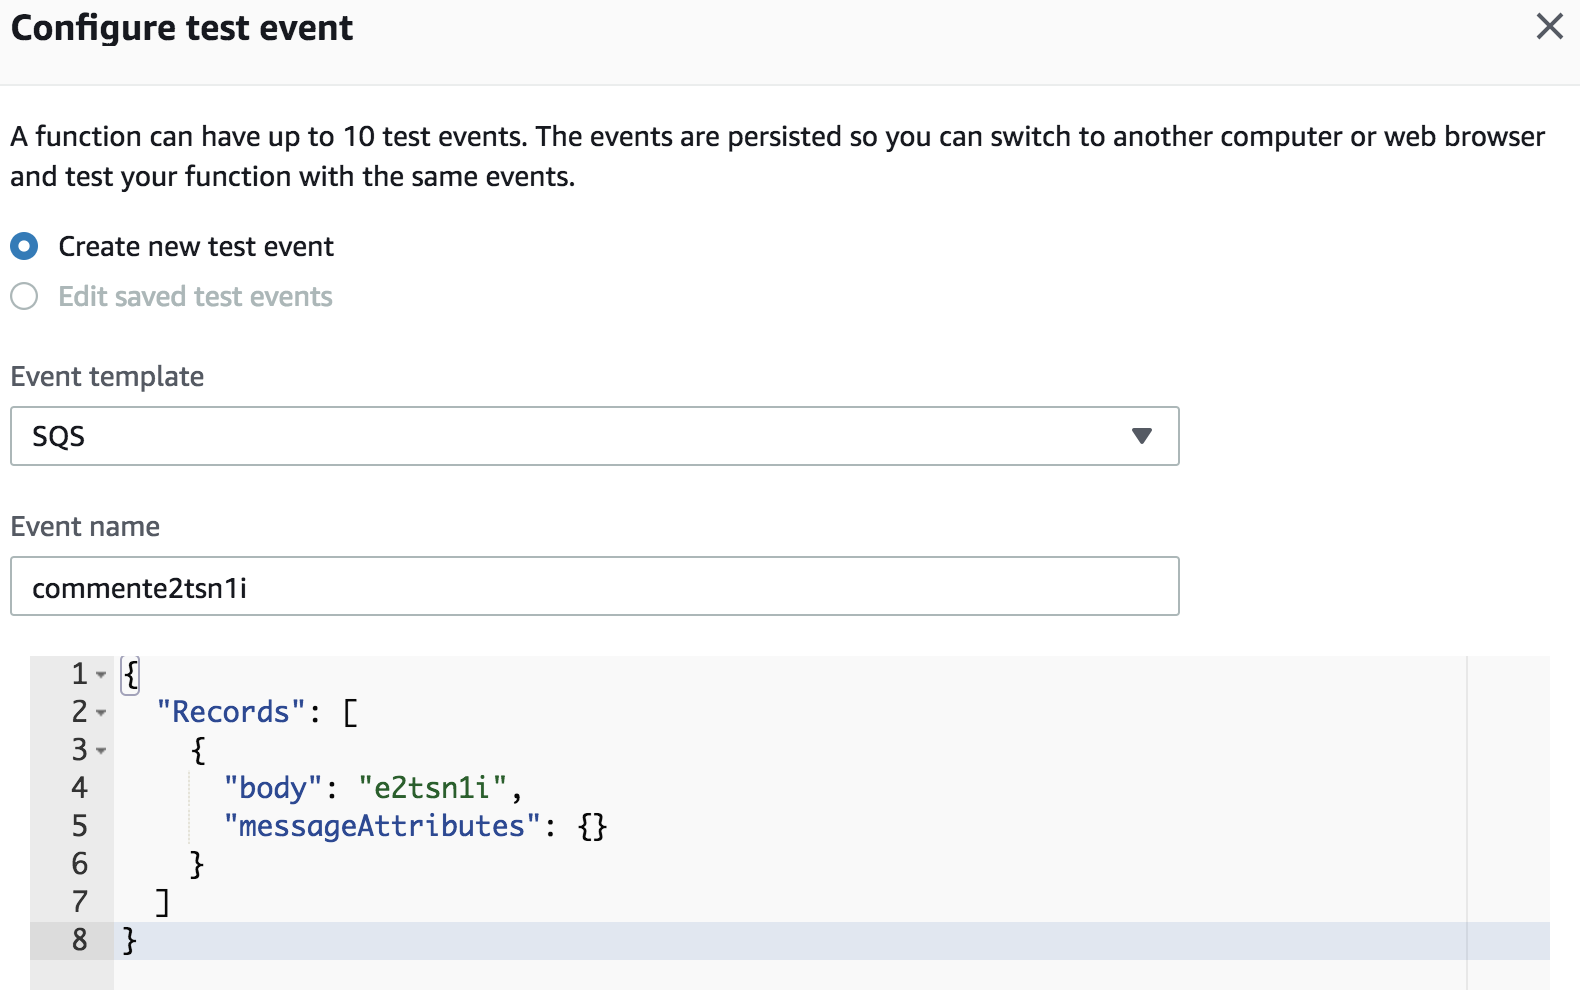 Configure test event
A function can have up to 10 test events. The events are persisted so you can switch to another computer or web browser
and test your function with the same events.
Create new test event
Edit saved test events
Event template
SQS
Event name
commente2tsn1i
1 {
2 "Records": [
3 {
4 "body": "e2tsn1i",
5 "messageAttributes": {}
6 }
7 ]
8 }